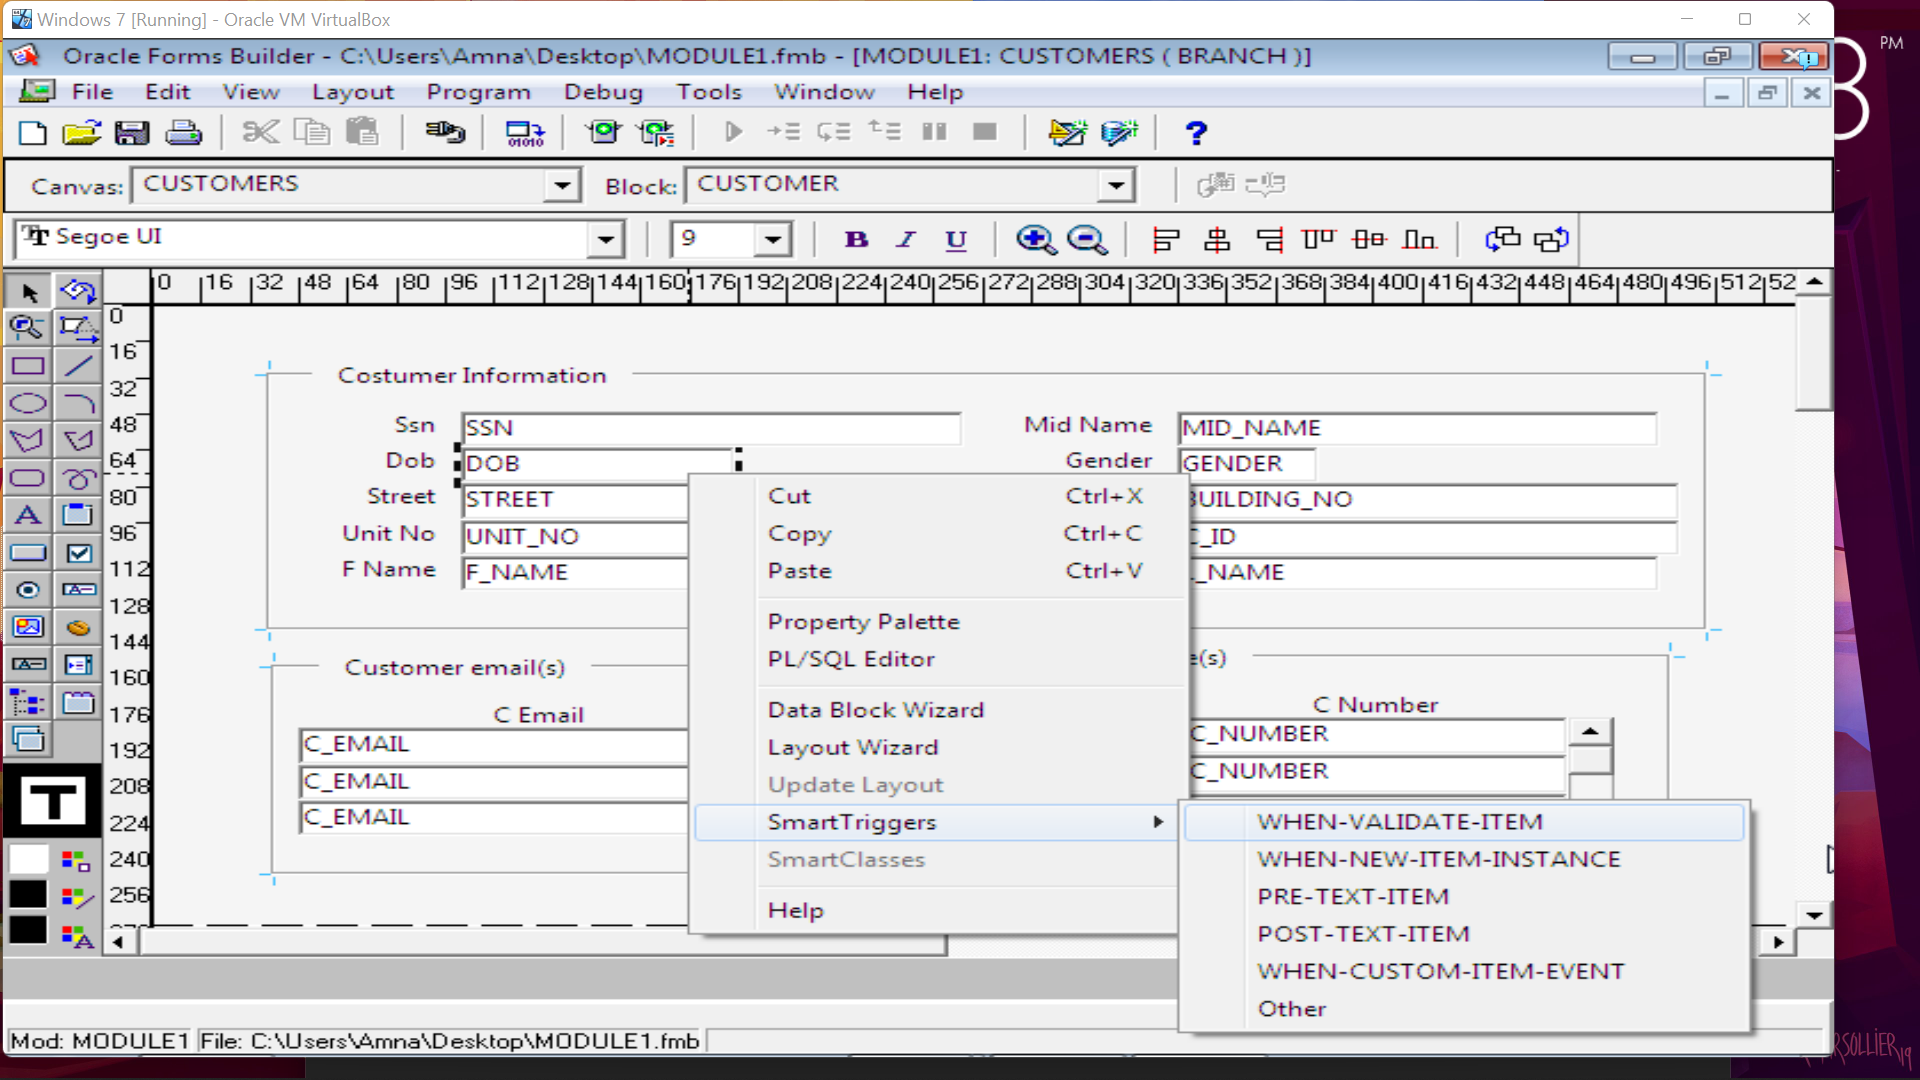 Windows 7 [Running] - Oracle VM VirtualBox
PM
Oracle Forms Builder - C:\Users\Amna\Desktop\MODULE1.fmb - [MODULE1: CUSTOMERS ( BRANCH )]
File Edit View Layout Program Debug Tools Window Help
Canvas: CUSTOMERS Block: CUSTOMER
Segoe UI 9 B I U
0 16 32 48 64 80 96 112 128 144 160 176 192 208 224 240 256 272 288 304 320 336 352 368 384 400 416 432 448 464 480 496 512 52
0
16
32
48
64
80
96
112
128
144
160
176
192
208
224
240
256
Costumer Information
Ssn SSN Mid Name MID_NAME
Dob DOB Gender GENDER
Street STREET BUILDING_NO
Unit No UNIT_NO C_ID
F Name F_NAME _NAME
Cut Ctrl+X
Copy Ctrl+C
Paste Ctrl+V
Property Palette
PL/SQL Editor
Data Block Wizard
Layout Wizard
Update Layout
SmartTriggers
SmartClasses
Help
Customer email(s) e(s)
C Email C Number
C_EMAIL C_NUMBER
C_EMAIL C_NUMBER
C_EMAIL
WHEN-VALIDATE-ITEM
WHEN-NEW-ITEM-INSTANCE
PRE-TEXT-ITEM
POST-TEXT-ITEM
WHEN-CUSTOM-ITEM-EVENT
Other
Mod: MODULE1 File: C:\Users\Amna\Desktop\MODULE1.fmb